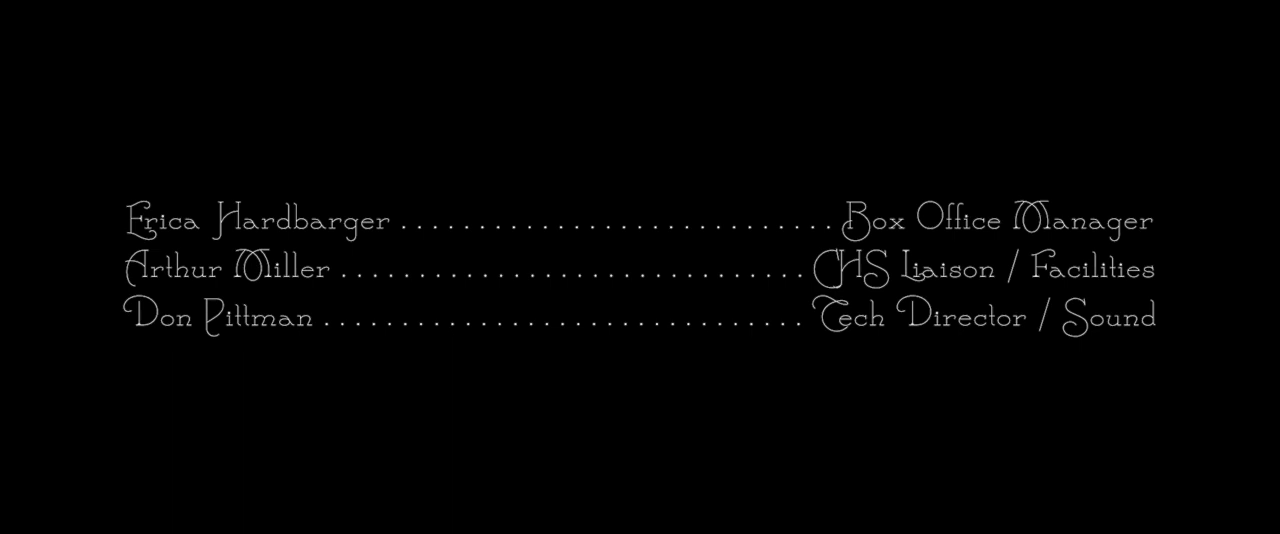 Erica Hardbarger . . . . . . . . . . . . . . . . . . . . . . . . . . . . Box Office Manager
Arthur Miller . . . . . . . . . . . . . . . . . . . . . . . . . . . . . . CHS Liaison / Facilities
Don Pittman . . . . . . . . . . . . . . . . . . . . . . . . . . . . . . . Tech Director / Sound